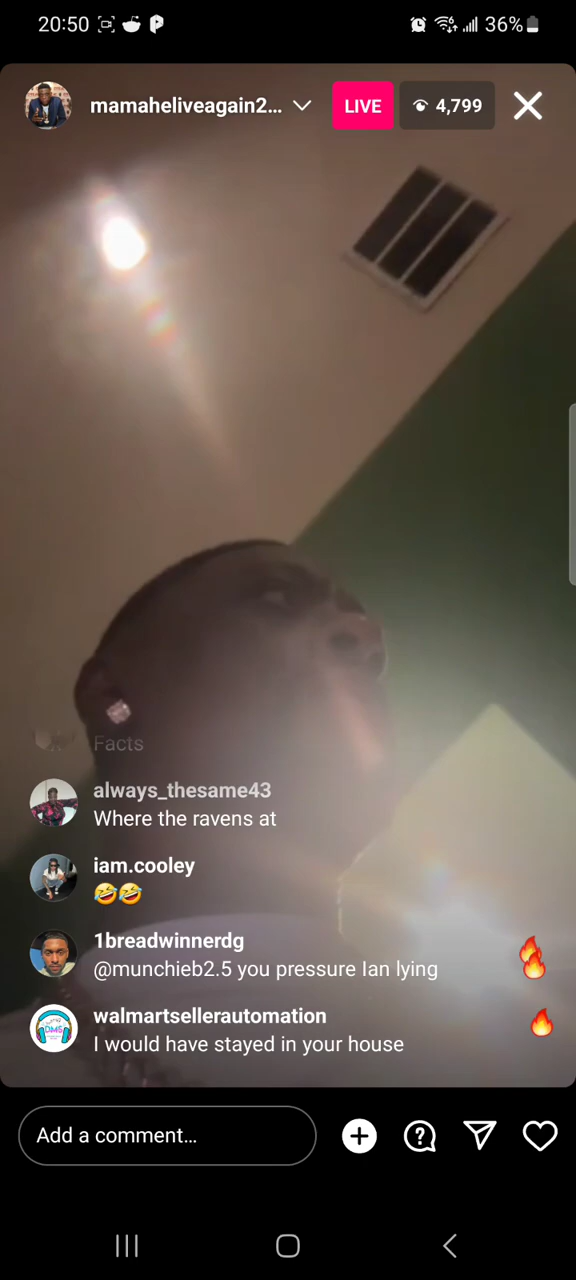 20:50
36%
mamaheliveagain2...
LIVE
4,799
Facts
always_thesame43
Where the ravens at
iam.cooley
🤣🤣
1breadwinnerdg
@munchieb2.5 you pressure Ian lying
walmartsellerautomation
I would have stayed in your house
Add a comment...